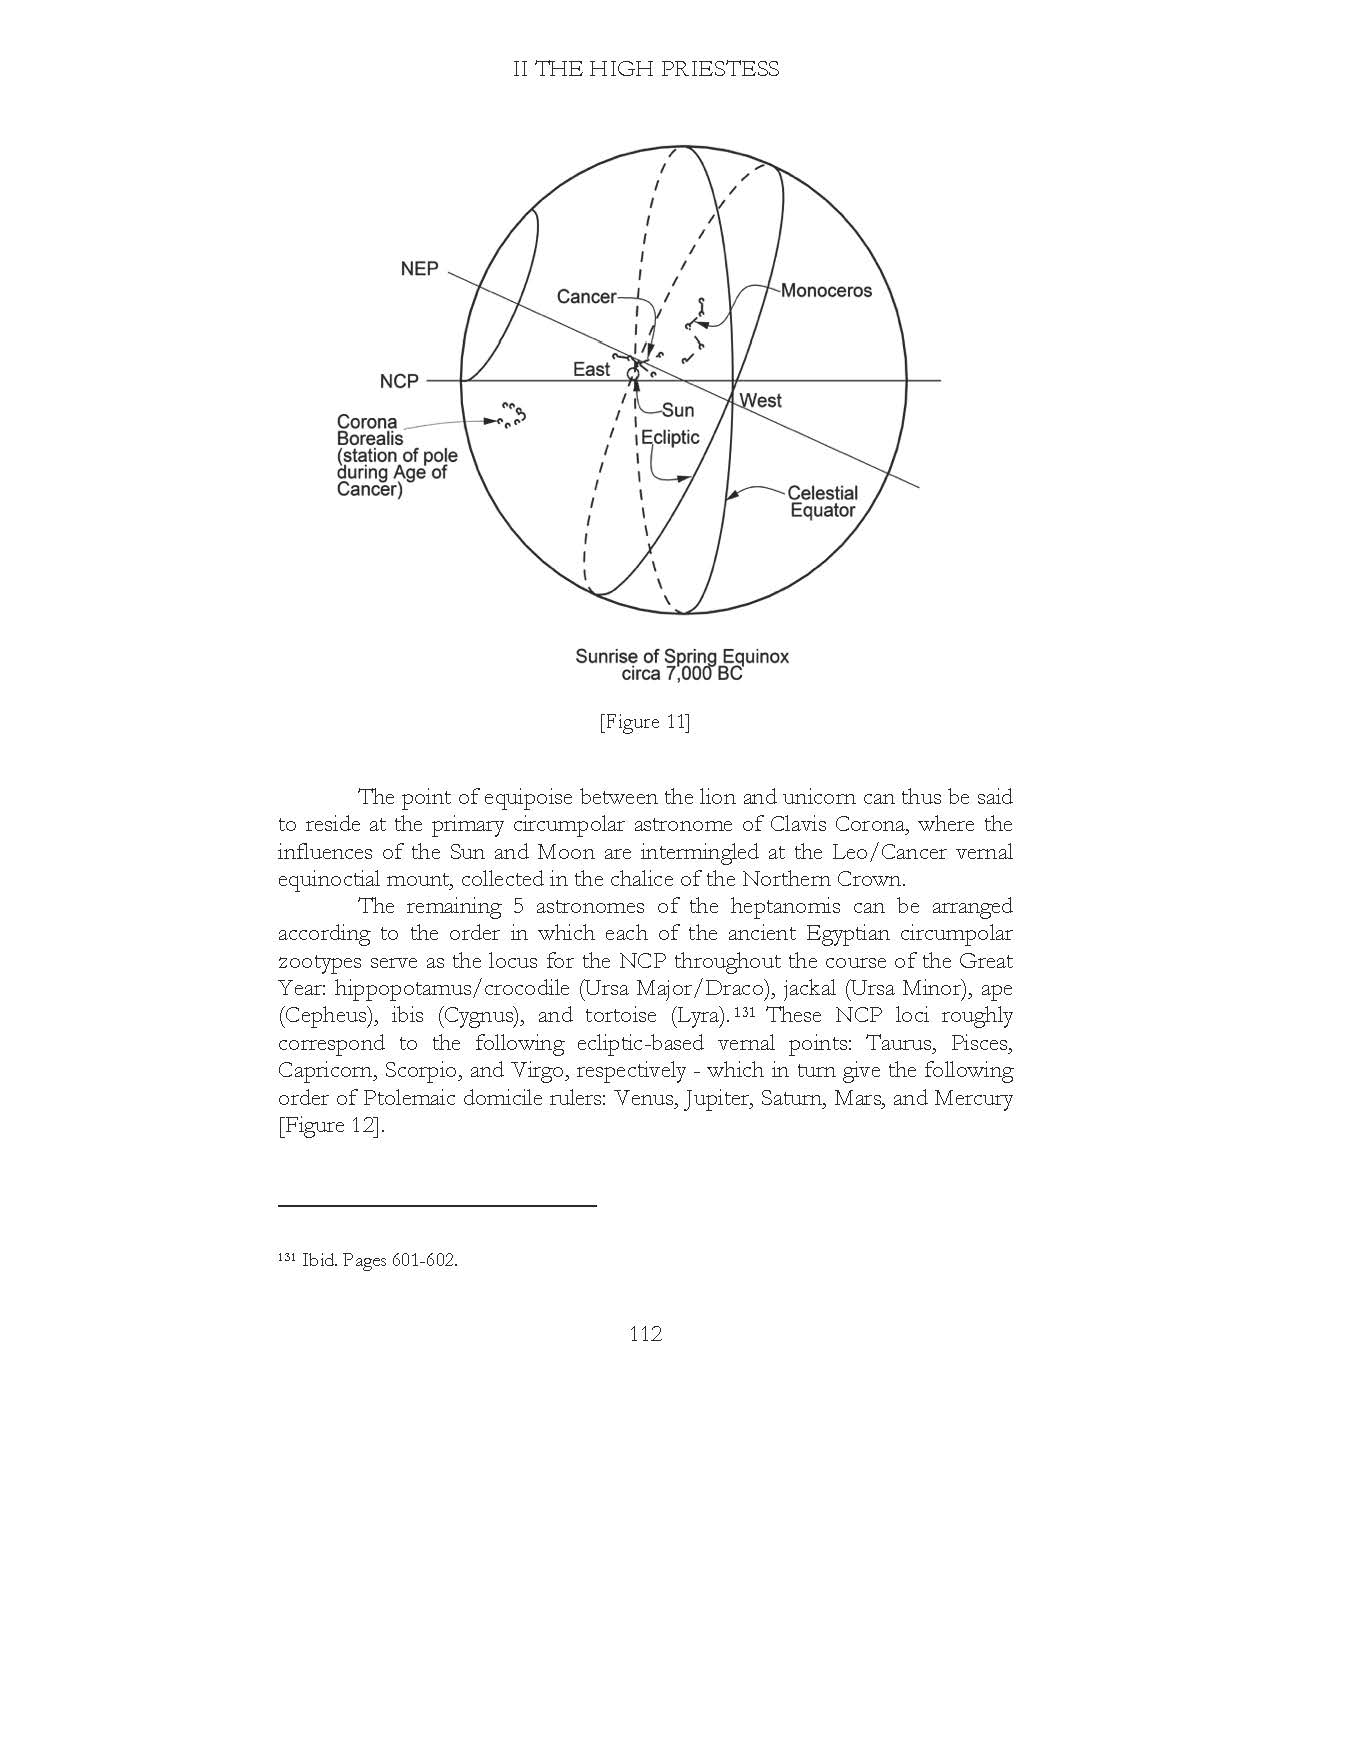 II THE HIGH PRIESTESS
NEP
Cancer
Monoceros
East
NCP
West
Sun
Corona
Borealis
(station of pole
during Age of
Cancer)
Ecliptic
Celestial
Equator
Sunrise of Spring Equinox
circa 7,000 BC
[Figure 11]
The point of equipoise between the lion and unicorn can thus be said
to reside at the primary circumpolar astronome of Clavis Corona, where the
influences of the Sun and Moon are intermingled at the Leo/Cancer vernal
equinoctial mount, collected in the chalice of the Northern Crown.
The remaining 5 astronomes of the heptanomis can be arranged
according to the order in which each of the ancient Egyptian circumpolar
zootypes serve as the locus for the NCP throughout the course of the Great
Year: hippopotamus/crocodile (Ursa Major/Draco), jackal (Ursa Minor), ape
(Cepheus), ibis (Cygnus), and tortoise (Lyra).131 These NCP loci roughly
correspond to the following ecliptic-based vernal points: Taurus, Pisces,
Capricorn, Scorpio, and Virgo, respectively - which in turn give the following
order of Ptolemaic domicile rulers: Venus, Jupiter, Saturn, Mars, and Mercury
[Figure 12].
131 Ibid. Pages 601-602.
112